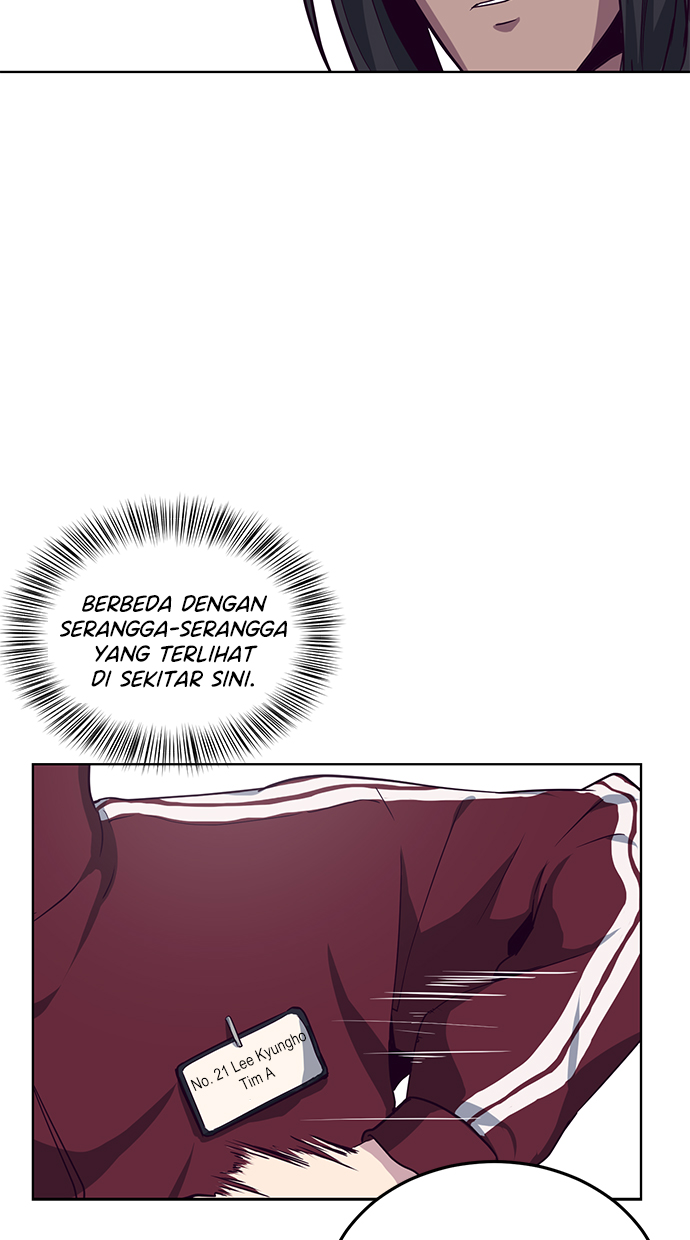 BERBEDA DENGAN
SERANGGA-SERANGGA
YANG TERLIHAT
DI SEKITAR SINI.
No. 21 Lee Kyungho
Tim A